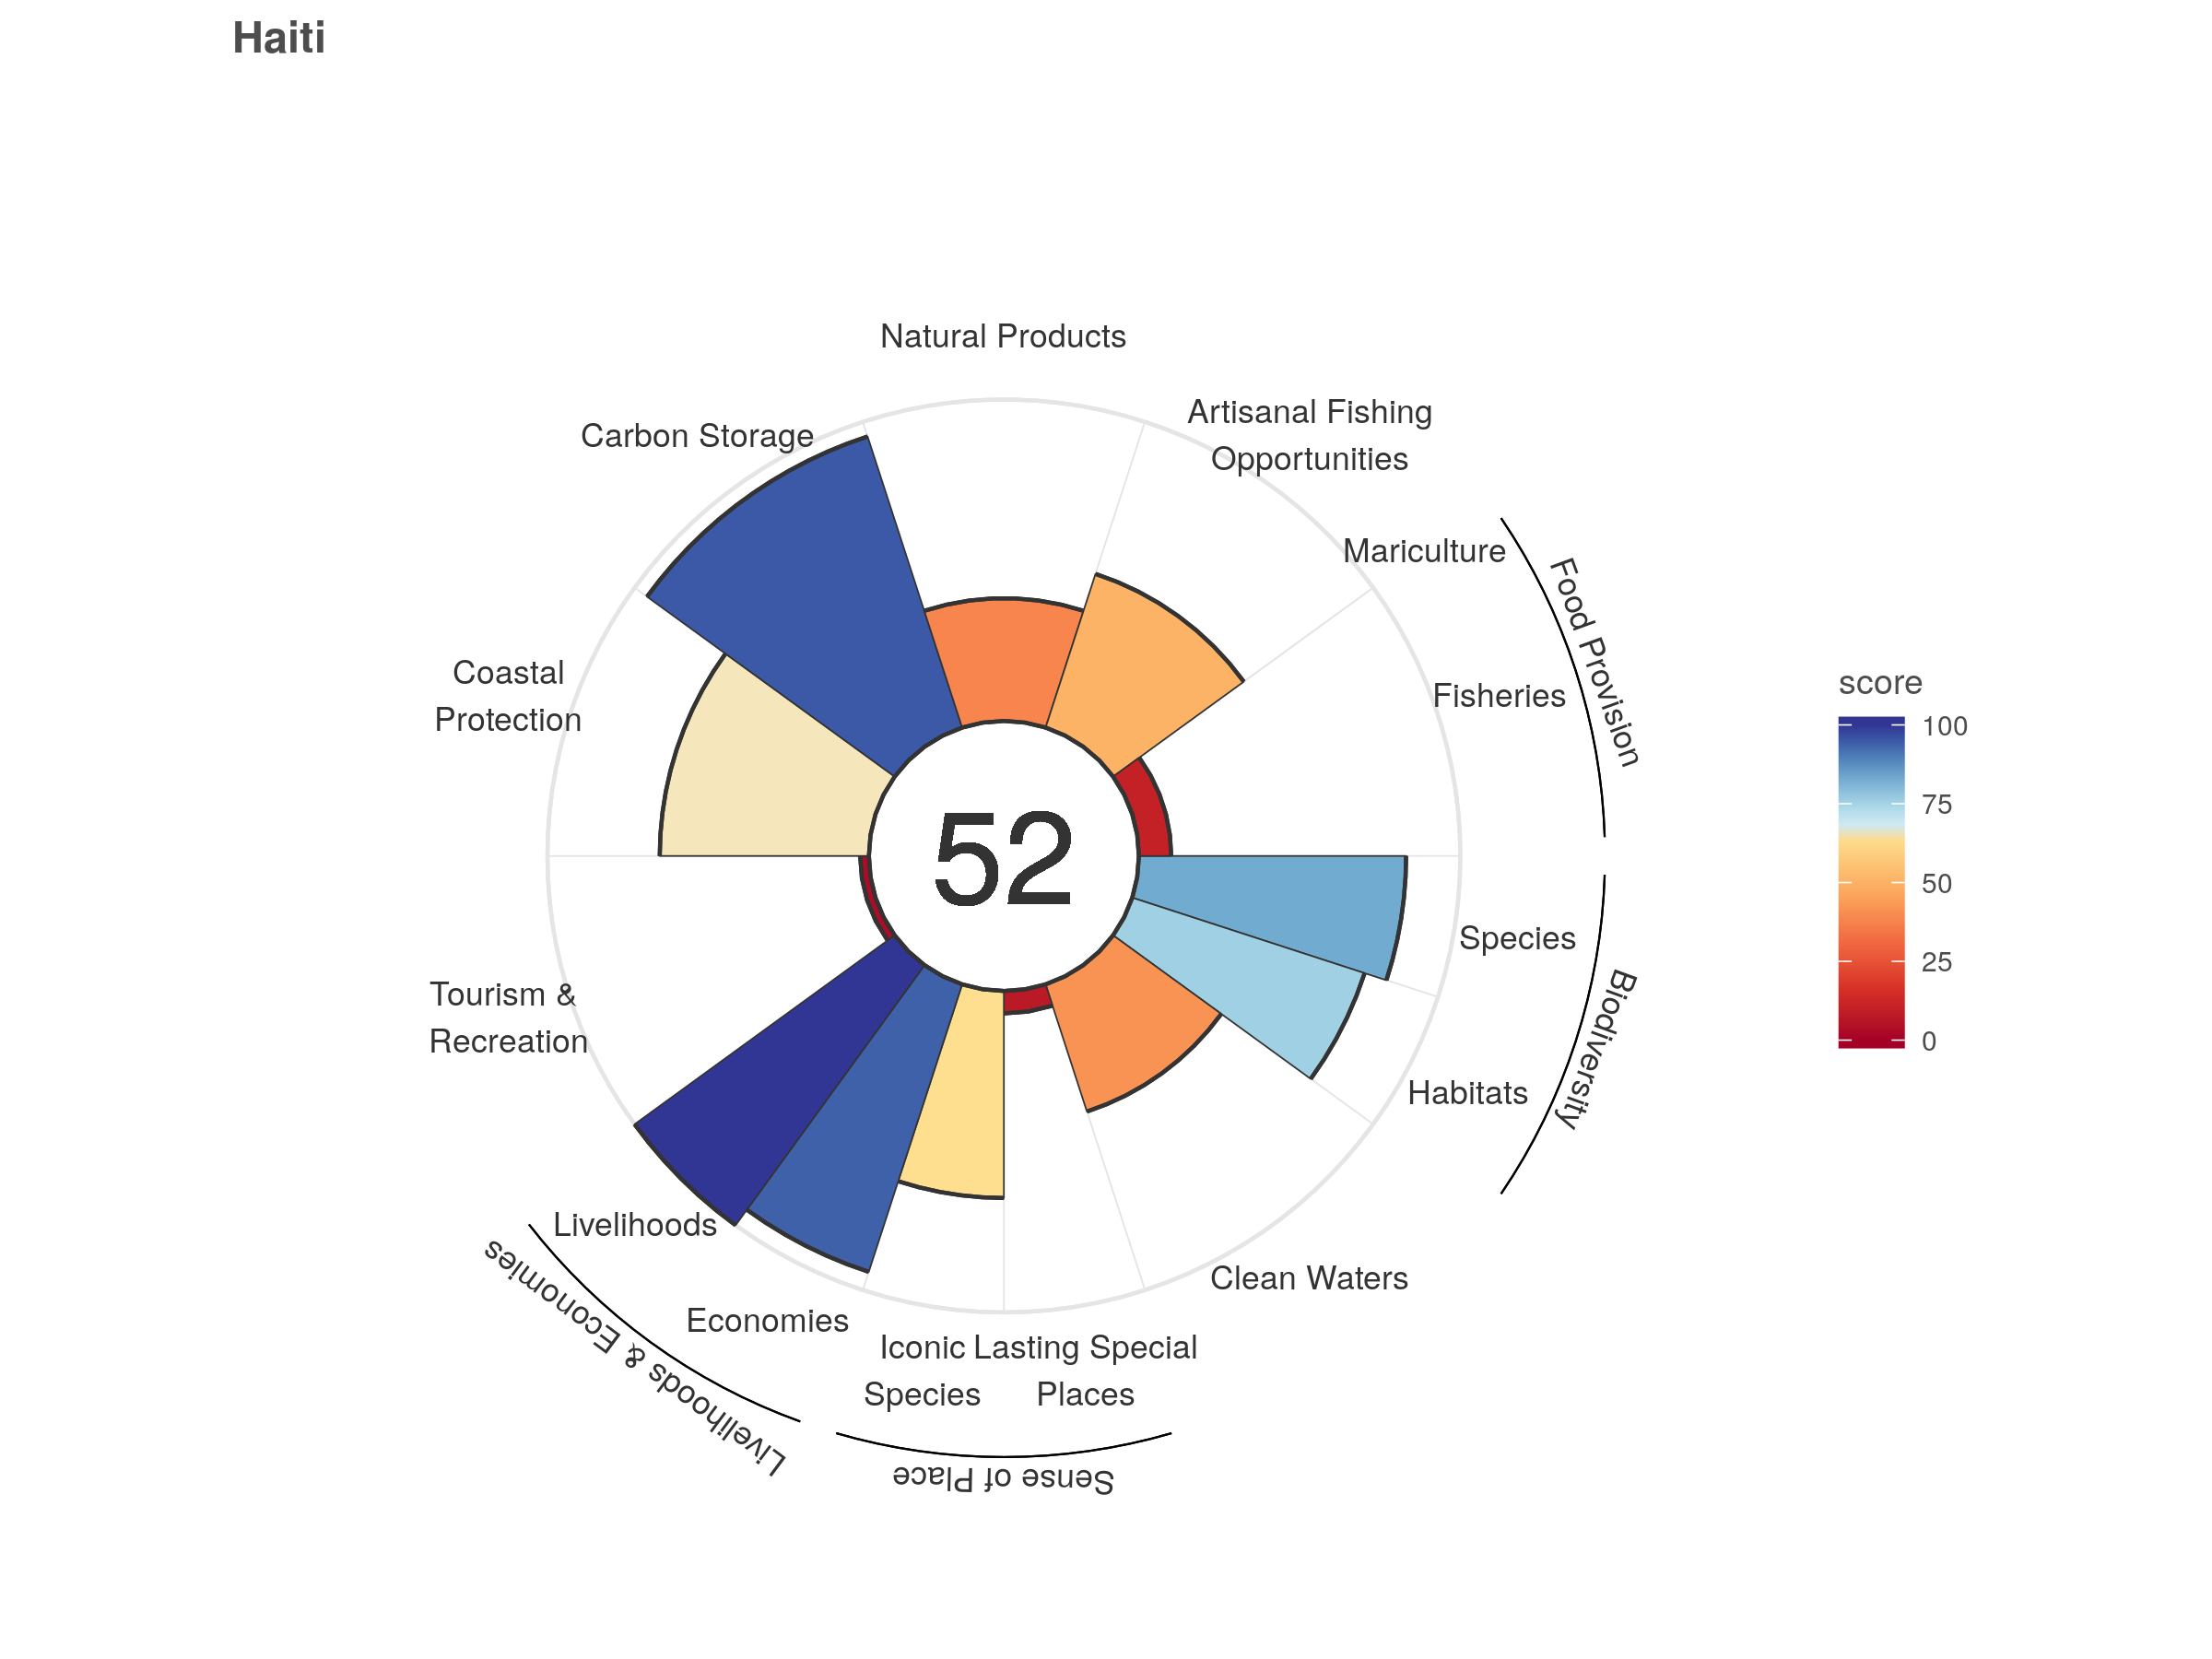 Haiti
Natural Products
Artisanal Fishing
Opportunities
Carbon Storage
Mariculture
Food Provision
Fisheries
Coastal
Protection
score
100
75
50
25
0
52
Species
Biodiversity
Tourism &
Recreation
Habitats
Livelihoods
Clean Waters
Livelihoods & Economies
Economies
Iconic
Species
Lasting Special
Places
Sense of Place